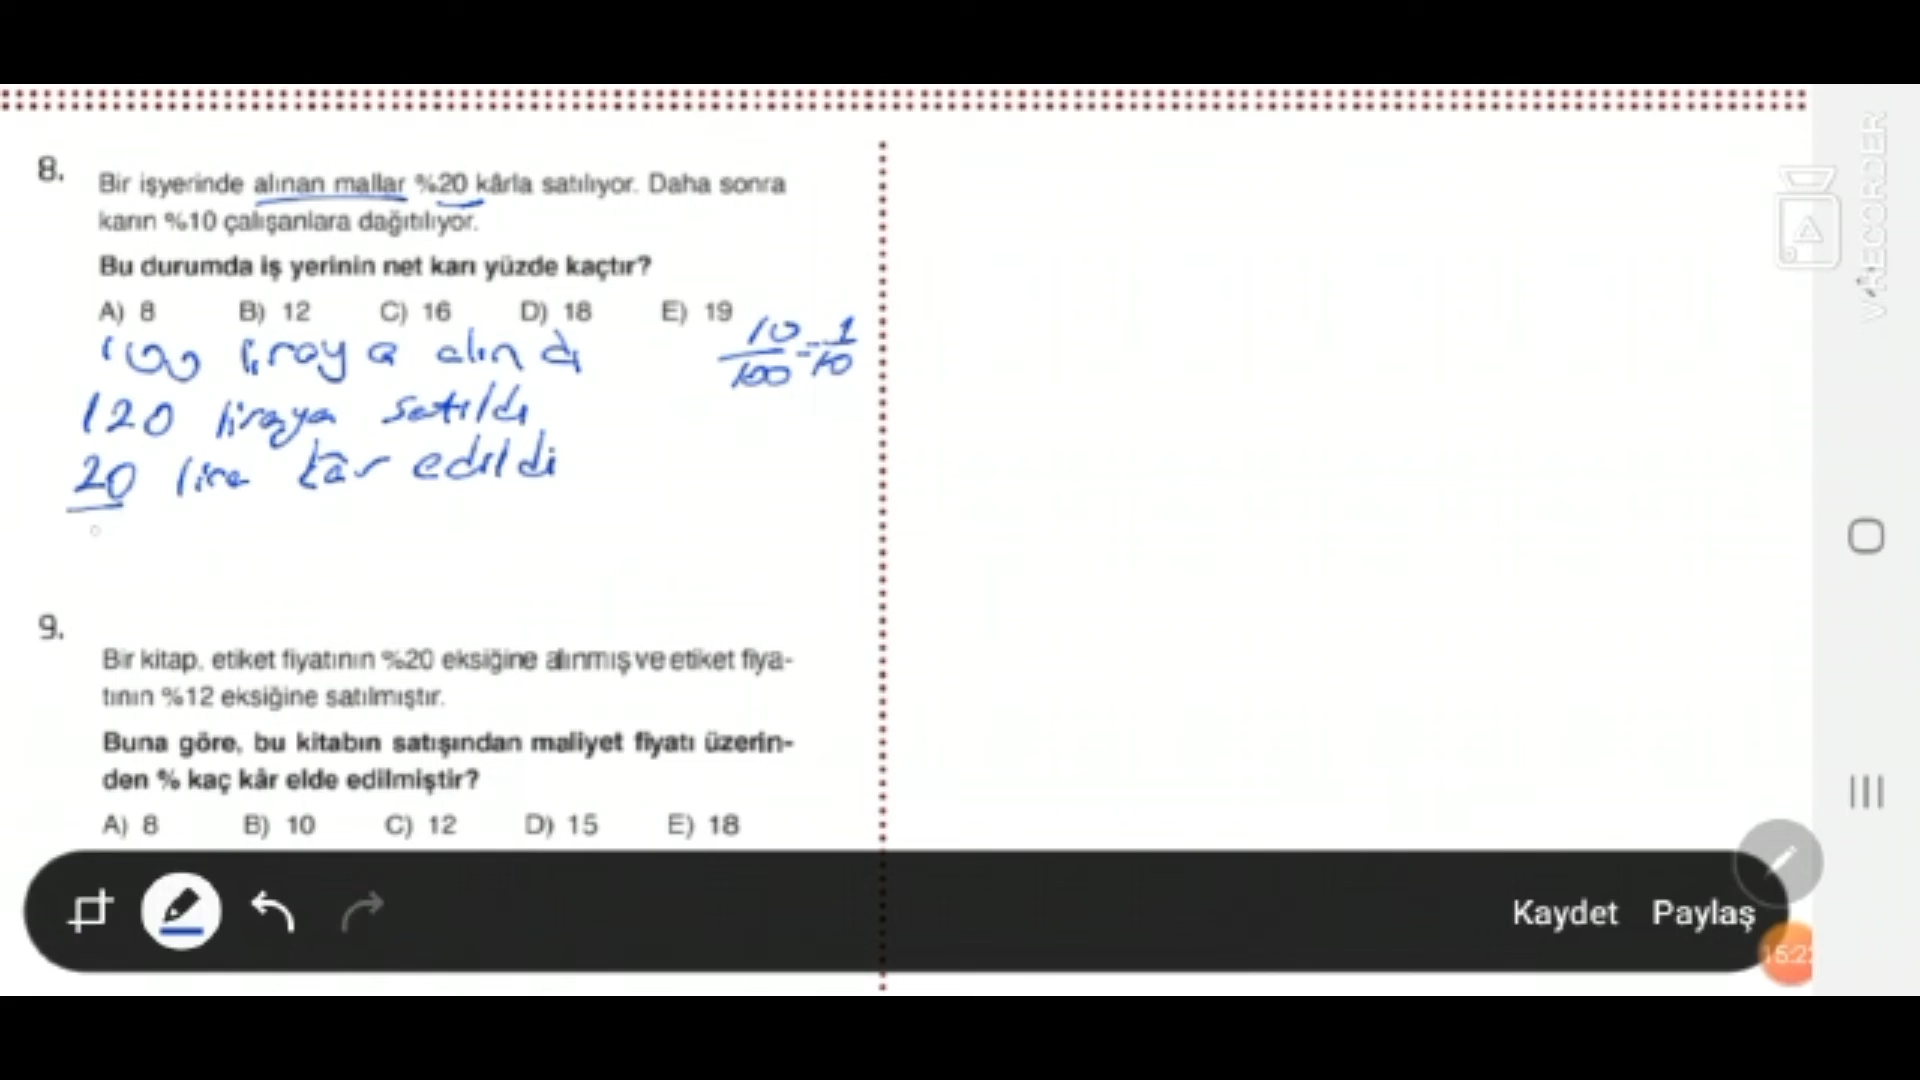 8.
Bir işyerinde alınan mallar %20 kârla satılıyor. Daha sonra
karın %10 çalışanlara dağıtılıyor.
Bu durumda iş yerinin net karı yüzde kaçtır?
A) 8 B) 12 C) 16 D) 18 E) 19
100 liraya alındı
10/100 = 1/10
120 liraya satıldı
20 lira kâr edildi
9.
Bir kitap, etiket fiyatının %20 eksiğine alınmış ve etiket fiya-
tının %12 eksiğine satılmıştır.
Buna göre, bu kitabın satışından maliyet fiyatı üzerin-
den % kaç kâr elde edilmiştir?
A) 8 B) 10 C) 12 D) 15 E) 18
Kaydet Paylaş
RECORDER